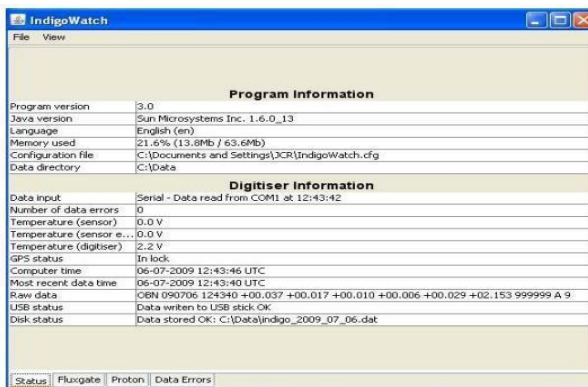 IndigoWatch
File View
Program Information
Program version 3.0
Java version Sun Microsystems Inc. 1.6.0_13
Language English (en)
Memory used 21.6% (13.8Mb / 63.6Mb)
Configuration file C:\Documents and Settings\JCR\IndigoWatch.cfg
Data directory C:\Data
Digitiser Information
Data input Serial - Data read from COM1 at 12:43:42
Number of data errors 0
Temperature (sensor) 0.0 V
Temperature (sensor e... 0.0 V
Temperature (digitiser) 2.2 V
GPS status In lock
Computer time 06-07-2009 12:43:46 UTC
Most recent data time 06-07-2009 12:43:40 UTC
Raw data OBN 090706 124340 +00.037 +00.017 +00.010 +00.006 +00.029 +02.153 999999 A 9
USB status Data writen to USB stick OK
Disk status Data stored OK: C:\Data\indigo_2009_07_06.dat
Status Fluxgate Proton Data Errors